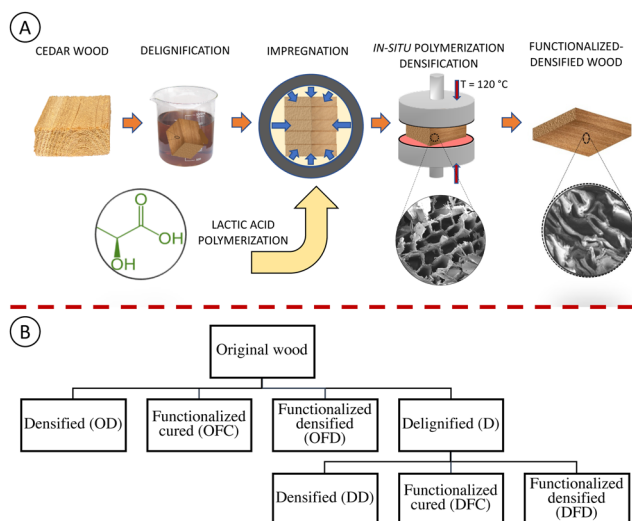 A
CEDAR WOOD
DELIGNIFICATION
IMPREGNATION
IN-SITU POLYMERIZATION
DENSIFICATION
FUNCTIONALIZED-
DENSIFIED WOOD
T = 120 °C
O
OH
OH
LACTIC ACID
POLYMERIZATION
B
Original wood
Densified (OD)
Functionalized
cured (OFC)
Functionalized
densified
(OFD)
Delignified (D)
Densified (DD)
Functionalized
cured (DFC)
Functionalized
densified
(DFD)